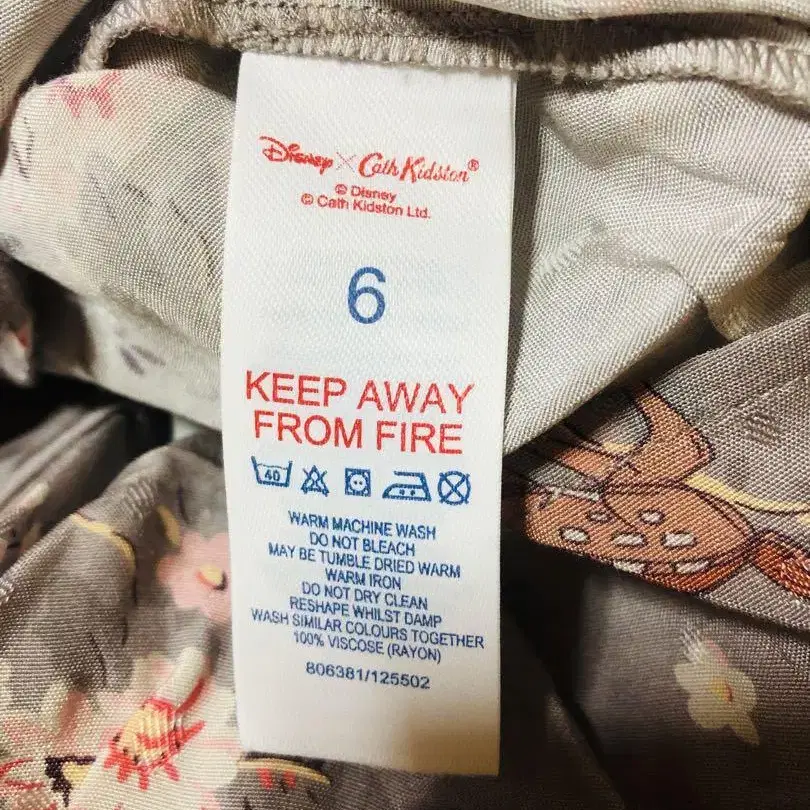 Disney × Cath Kidston®
© Disney
© Cath Kidston Ltd.
6
KEEP AWAY
FROM FIRE
40
WARM MACHINE WASH
DO NOT BLEACH
MAY BE TUMBLE DRIED WARM
WARM IRON
DO NOT DRY CLEAN
RESHAPE WHILST DAMP
WASH SIMILAR COLOURS TOGETHER
100% VISCOSE (RAYON)
806381/125502